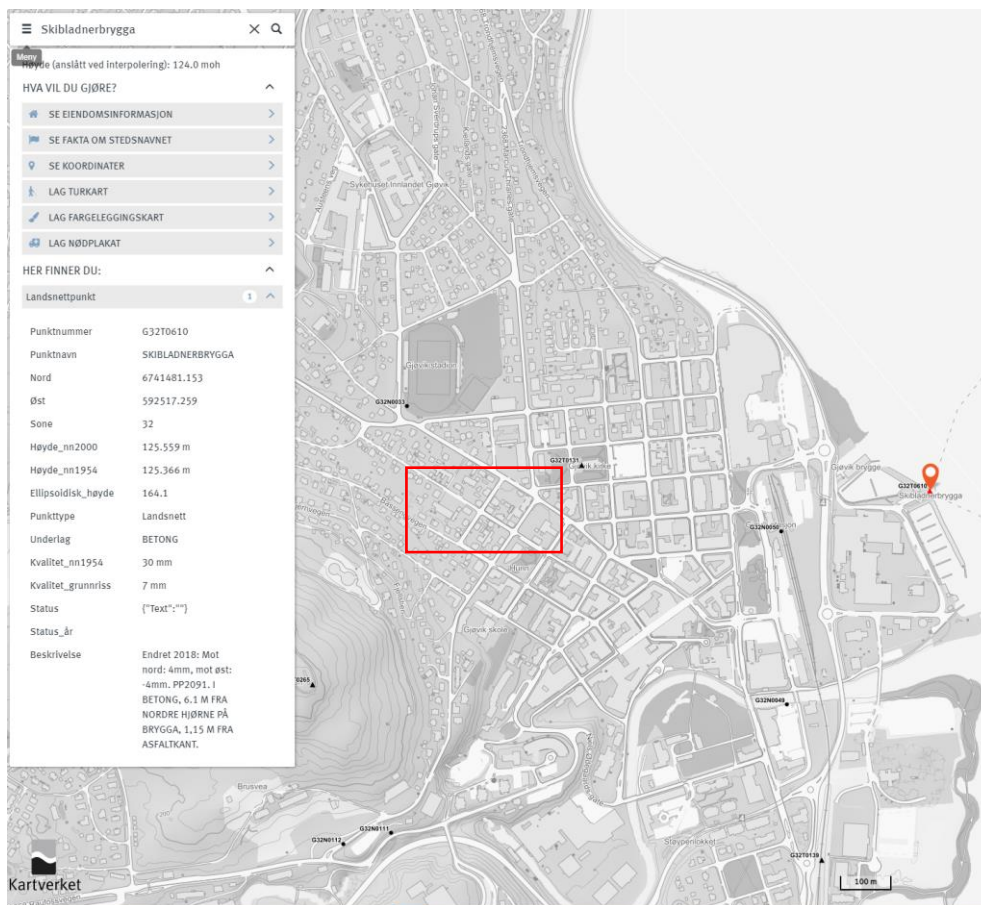 Skibladnerbrygga
Meny
Høyde (anslått ved interpolering): 124.0 moh
HVA VIL DU GJØRE?
SE EIENDOMSINFORMASJON
SE FAKTA OM STEDSNAVNET
SE KOORDINATER
LAG TURKART
LAG FARGELEGGINGSKART
LAG NØDPLAKAT
HER FINNER DU:
Landsnettpunkt 1
Punktnummer G32T0610
Punktnavn SKIBLADNERBRYGGA
Nord 6741481.153
Øst 592517.259
Sone 32
Høyde_nn2000 125.559 m
Høyde_nn1954 125.366 m
Ellipsoidisk_høyde 164.1
Punkttype Landsnett
Underlag BETONG
Kvalitet_nn1954 30 mm
Kvalitet_grunnriss 7 mm
Status {"Text":""}
Status_år
Beskrivelse Endret 2018: Mot
nord: 4mm, mot øst:
-4mm. PP2091. I
BETONG, 6.1 M FRA
NORDRE HJØRNE PÅ
BRYGGA, 1,15 M FRA
ASFALTKANT.
Kartverket
Sykehuset Innlandet Gjøvik
Gjøvik stadion
G32N0033
G32T0131
Gjøvik kirke
Gjøvik brygge
G32T0610
Skibladnerbrygga
G32N0050
Hunn
Gjøvik skole
G32N0049
Brusvea
G32N0111
G32N0112
Støperilokket
G32T0139
100 m